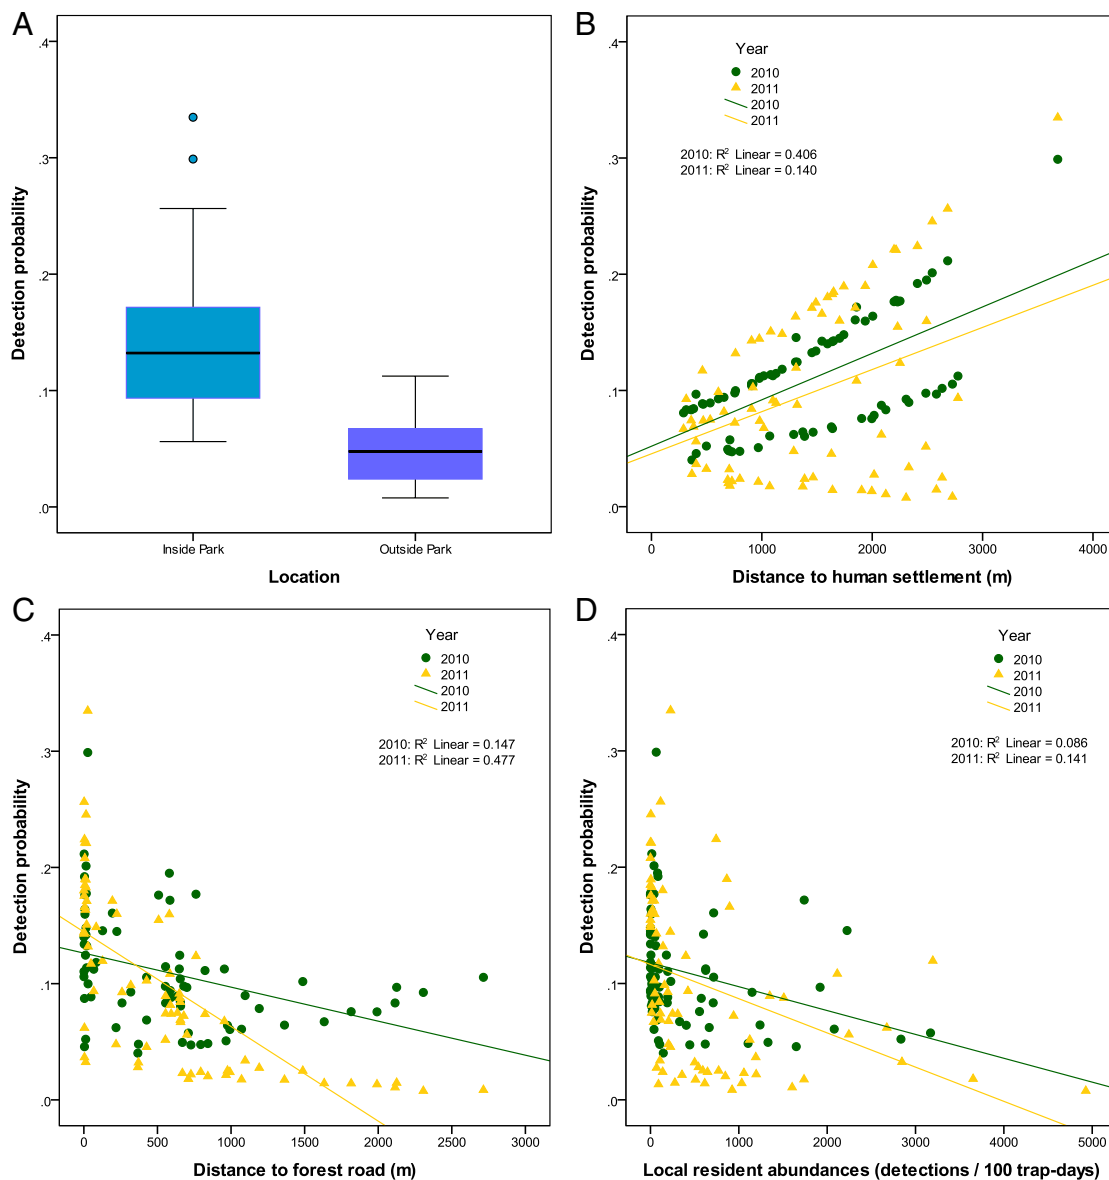 A
.4
.3
.2
.1
.0
Detection probability
Inside Park
Outside Park
Location
B
.4
.3
.2
.1
.0
Detection probability
Year
2010
2011
2010
2011
2010: R² Linear = 0.406
2011: R² Linear = 0.140
0
1000
2000
3000
4000
Distance to human settlement (m)
C
.4
.3
.2
.1
.0
Detection probability
Year
2010
2011
2010
2011
2010: R² Linear = 0.147
2011: R² Linear = 0.477
0
500
1000
1500
2000
2500
3000
Distance to forest road (m)
D
.4
.3
.2
.1
.0
Detection probability
Year
2010
2011
2010
2011
2010: R² Linear = 0.086
2011: R² Linear = 0.141
0
1000
2000
3000
4000
5000
Local resident abundances (detections / 100 trap-days)